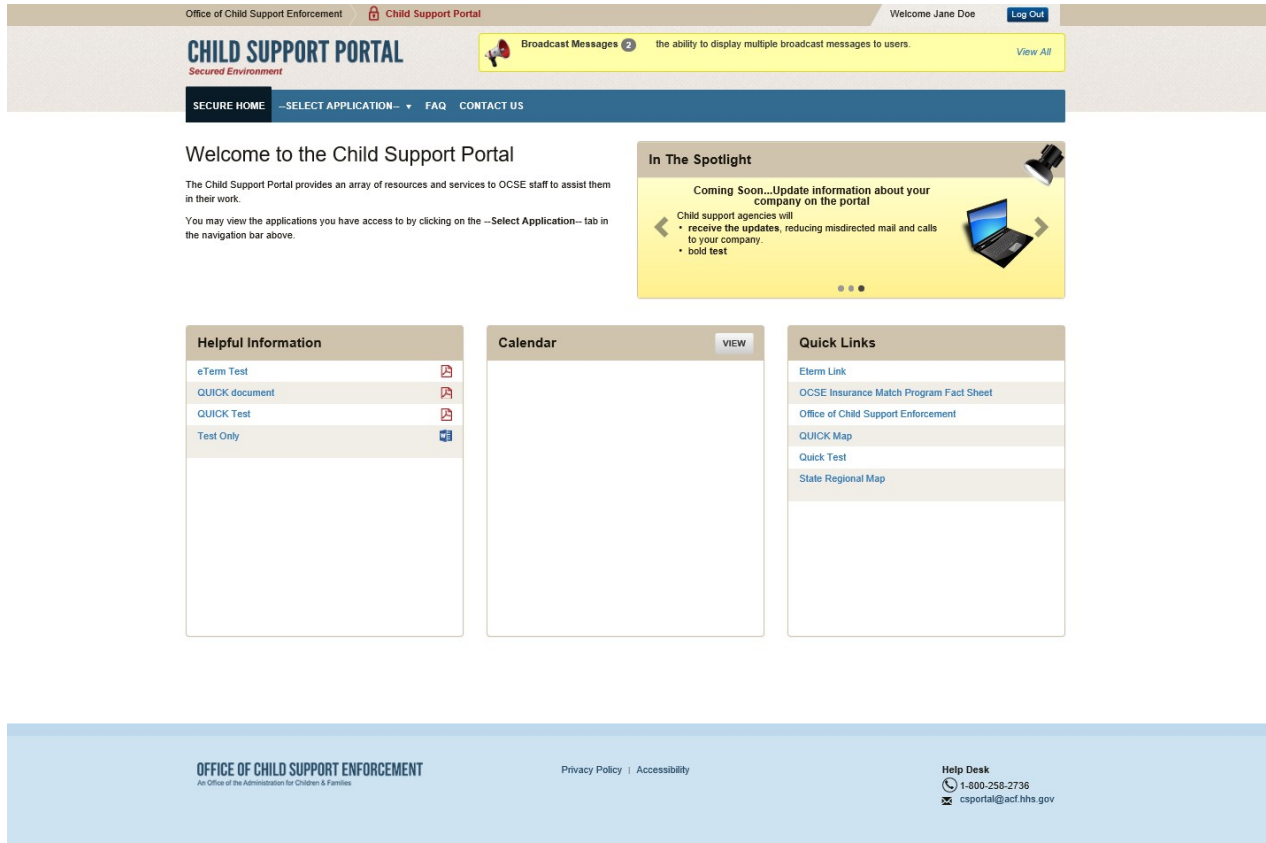 Office of Child Support Enforcement
Child Support Portal
Welcome Jane Doe
Log Out
CHILD SUPPORT PORTAL
Secured Environment
Broadcast Messages 2
the ability to display multiple broadcast messages to users.
View All
SECURE HOME
--SELECT APPLICATION-- ▾
FAQ
CONTACT US
Welcome to the Child Support Portal
The Child Support Portal provides an array of resources and services to OCSE staff to assist them
in their work.
You may view the applications you have access to by clicking on the --Select Application-- tab in
the navigation bar above.
In The Spotlight
Coming Soon...Update information about your
company on the portal
Child support agencies will
• receive the updates, reducing misdirected mail and calls
to your company.
• bold test
Helpful Information
eTerm Test
QUICK document
QUICK Test
Test Only
Calendar
VIEW
Quick Links
Eterm Link
OCSE Insurance Match Program Fact Sheet
Office of Child Support Enforcement
QUICK Map
Quick Test
State Regional Map
OFFICE OF CHILD SUPPORT ENFORCEMENT
An Office of the Administration for Children & Families
Privacy Policy | Accessibility
Help Desk
1-800-258-2736
csportal@acf.hhs.gov